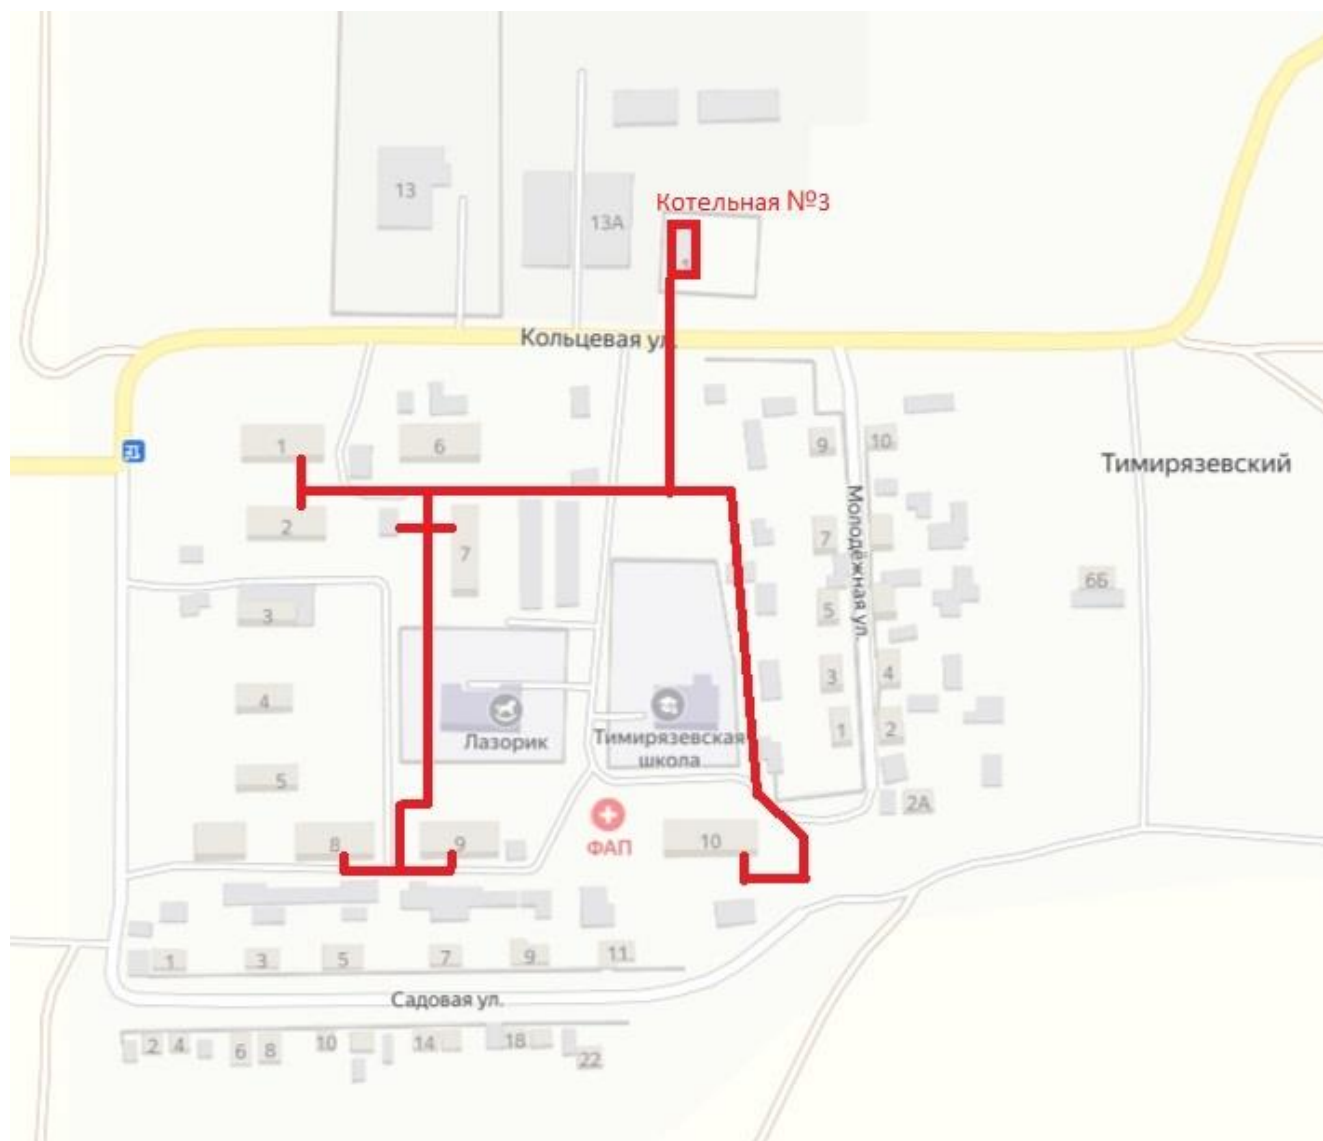 13
13А
Котельная №3
Кольцевая ул.
1
6
9
10
Тимирязевский
2
7
7
Молодёжная ул.
3
5
6Б
4
3
4
Лазорик
Тимирязевская
школа
1
2
5
2А
8
9
ФАП
10
1
3
5
7
9
11
Садовая ул.
2
4
6
8
10
14
18
22